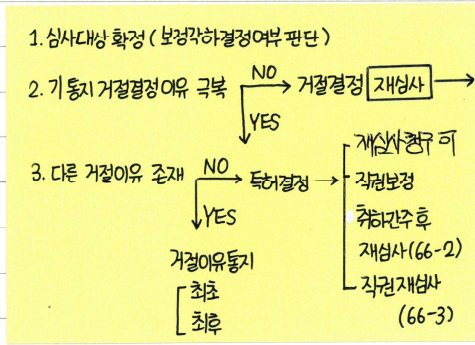 1. 심사대상 확정 ( 보정각하결정여부 판단 )
2. 기 통지 거절결정이유 극복
NO
거절결정 재심사
YES
3. 다른 거절이유 존재
NO
특허결정
재심사청구 可
직권보정
취하간주 후
재심사 (66-2)
직권 재심사
(66-3)
YES
거절이유통지
최초
최후